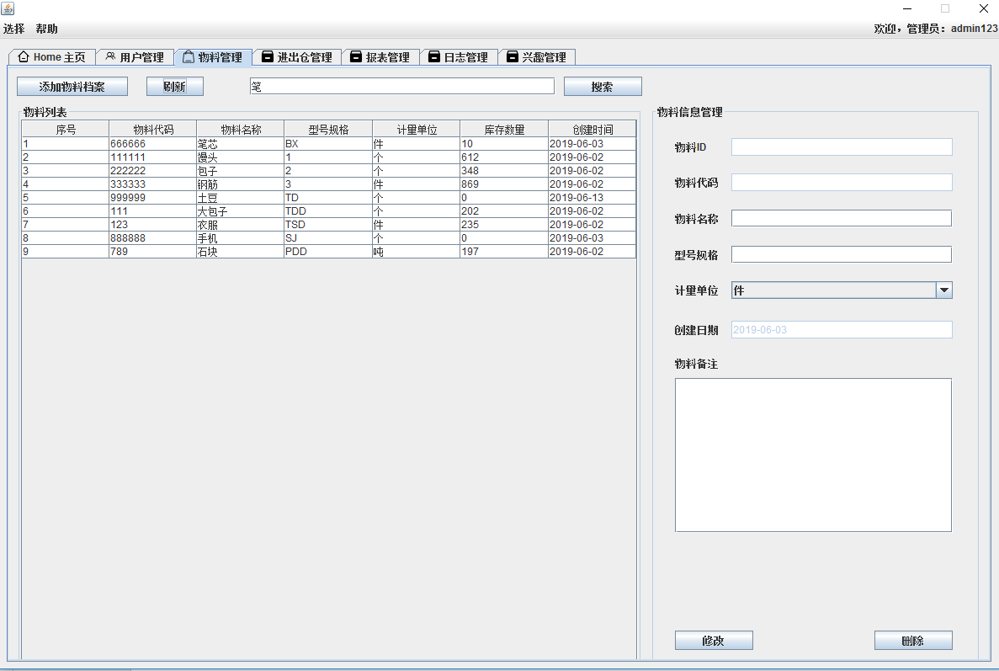 选择 帮助 欢迎，管理员：admin123
Home 主页 用户管理 物料管理 进出仓管理 报表管理 日志管理 兴趣管理
添加物料档案 刷新 笔 搜索
物料列表
序号 物料代码 物料名称 型号规格 计量单位 库存数量 创建时间
1 666666 笔芯 BX 件 10 2019-06-03
2 111111 馒头 1 个 612 2019-06-02
3 222222 包子 2 个 348 2019-06-02
4 333333 钢筋 3 件 869 2019-06-02
5 999999 土豆 TD 个 0 2019-06-13
6 111 大包子 TDD 个 202 2019-06-02
7 123 衣服 TSD 件 235 2019-06-02
8 888888 手机 SJ 个 0 2019-06-03
9 789 石块 PDD 吨 197 2019-06-02
物料信息管理
物料ID
物料代码
物料名称
型号规格
计量单位 件
创建日期 2019-06-03
物料备注
修改 删除